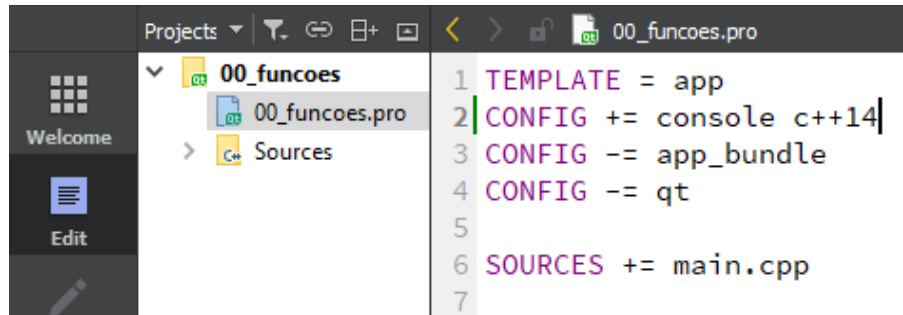 Projects
00_funcoes.pro
Welcome
Edit
00_funcoes
00_funcoes.pro
Sources
1 TEMPLATE = app
2 CONFIG += console c++14
3 CONFIG -= app_bundle
4 CONFIG -= qt
5
6 SOURCES += main.cpp
7